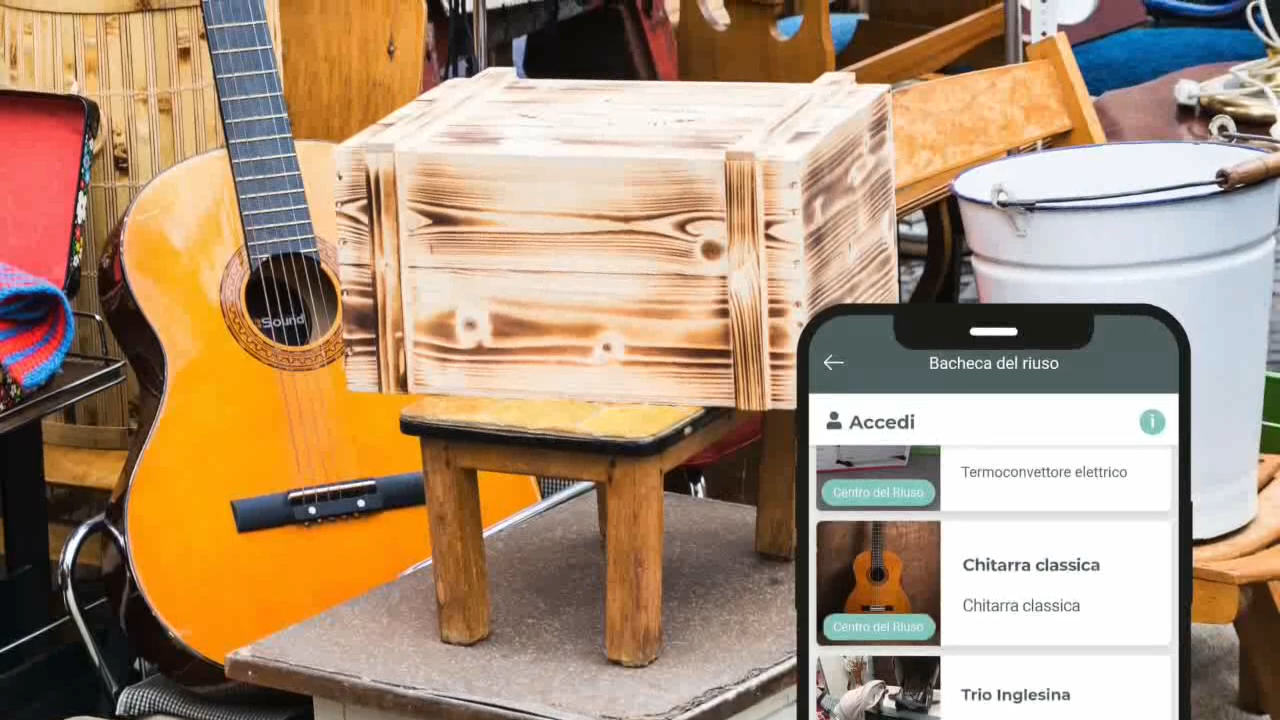 Sound
Bacheca del riuso
Accedi
i
Termoconvettore elettrico
Centro del Riuso
Chitarra classica
Chitarra classica
Centro del Riuso
Trio Inglesina